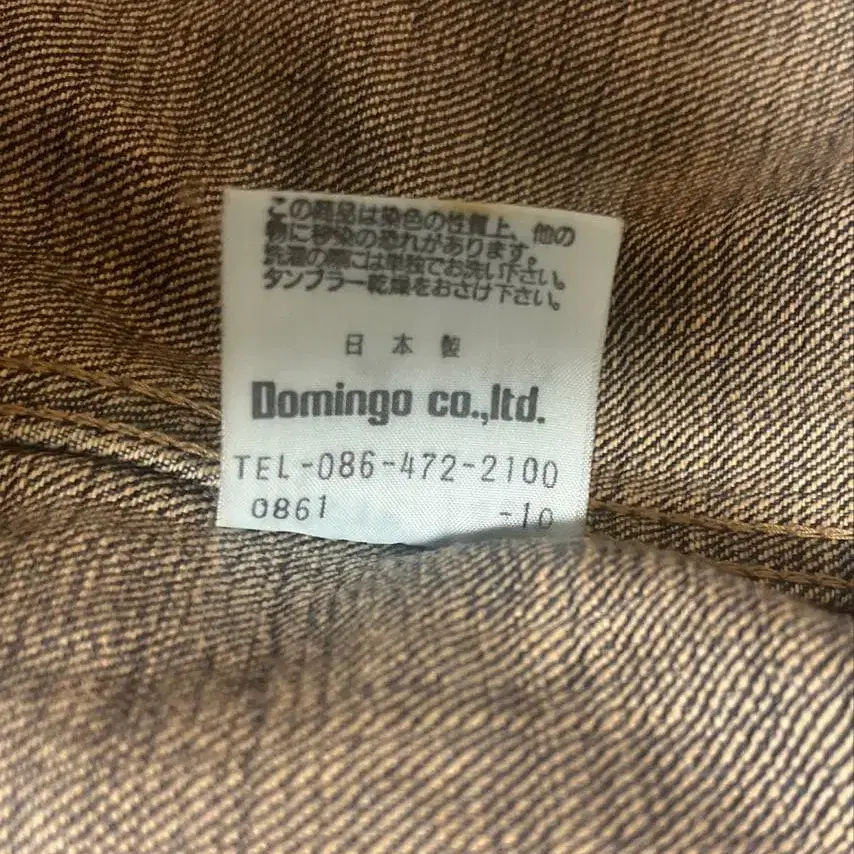 この商品は染色の性質上、他の
物に移染の恐れがあります。
洗濯の際には単独でお洗い下さい。
タンブラー乾燥をおさけ下さい。
日本製
Domingo co.,ltd.
TEL-086-472-2100
0861 -10